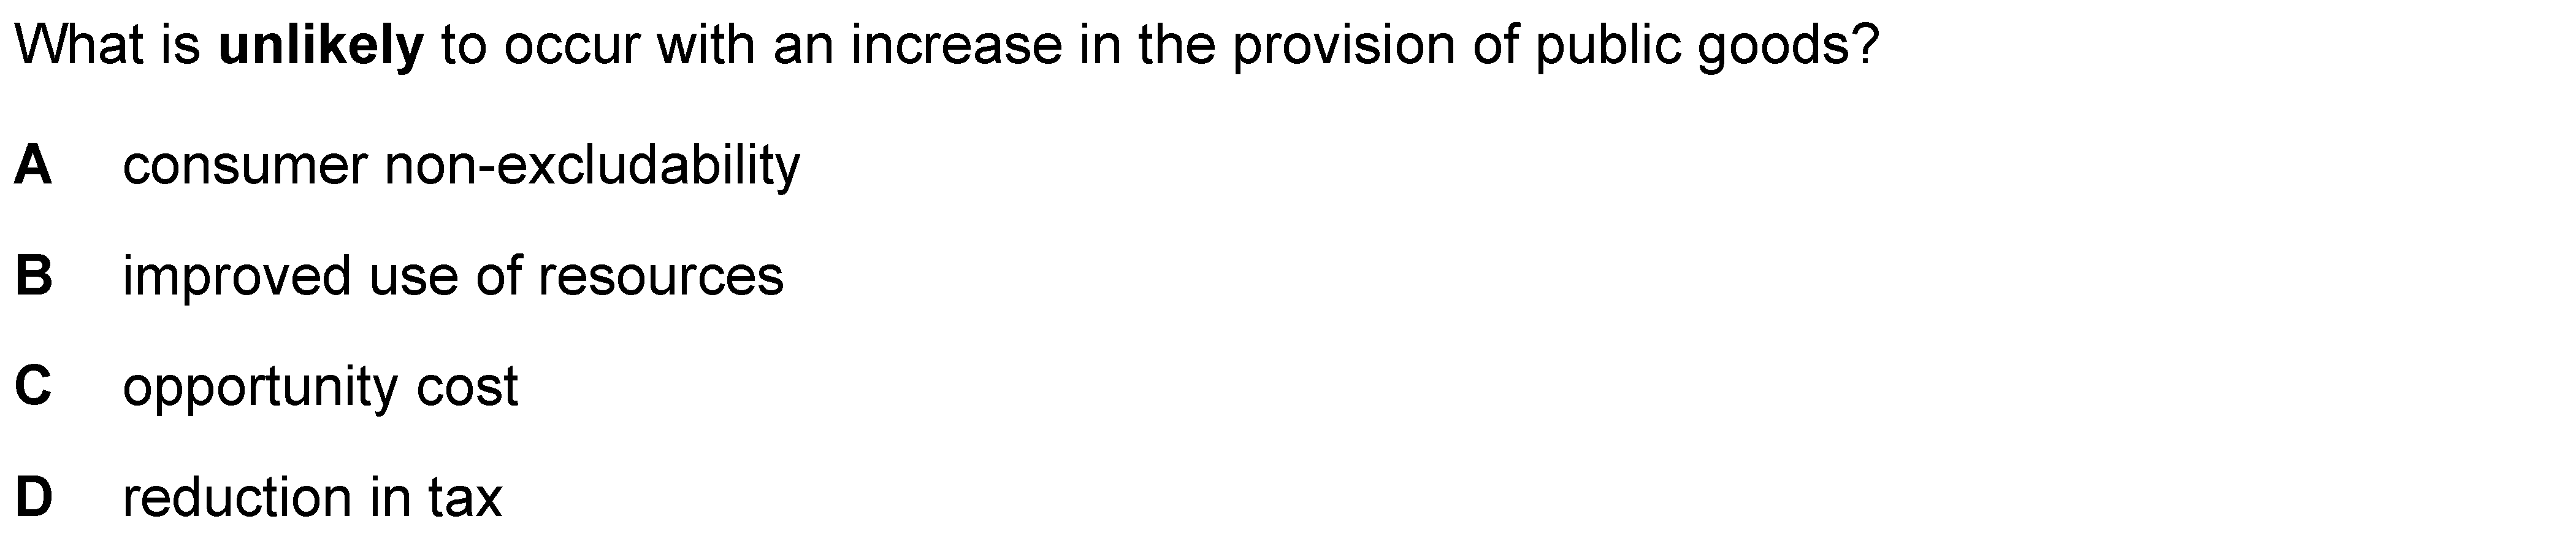 What is unlikely to occur with an increase in the provision of public goods?
A consumer non-excludability
B improved use of resources
C opportunity cost
D reduction in tax